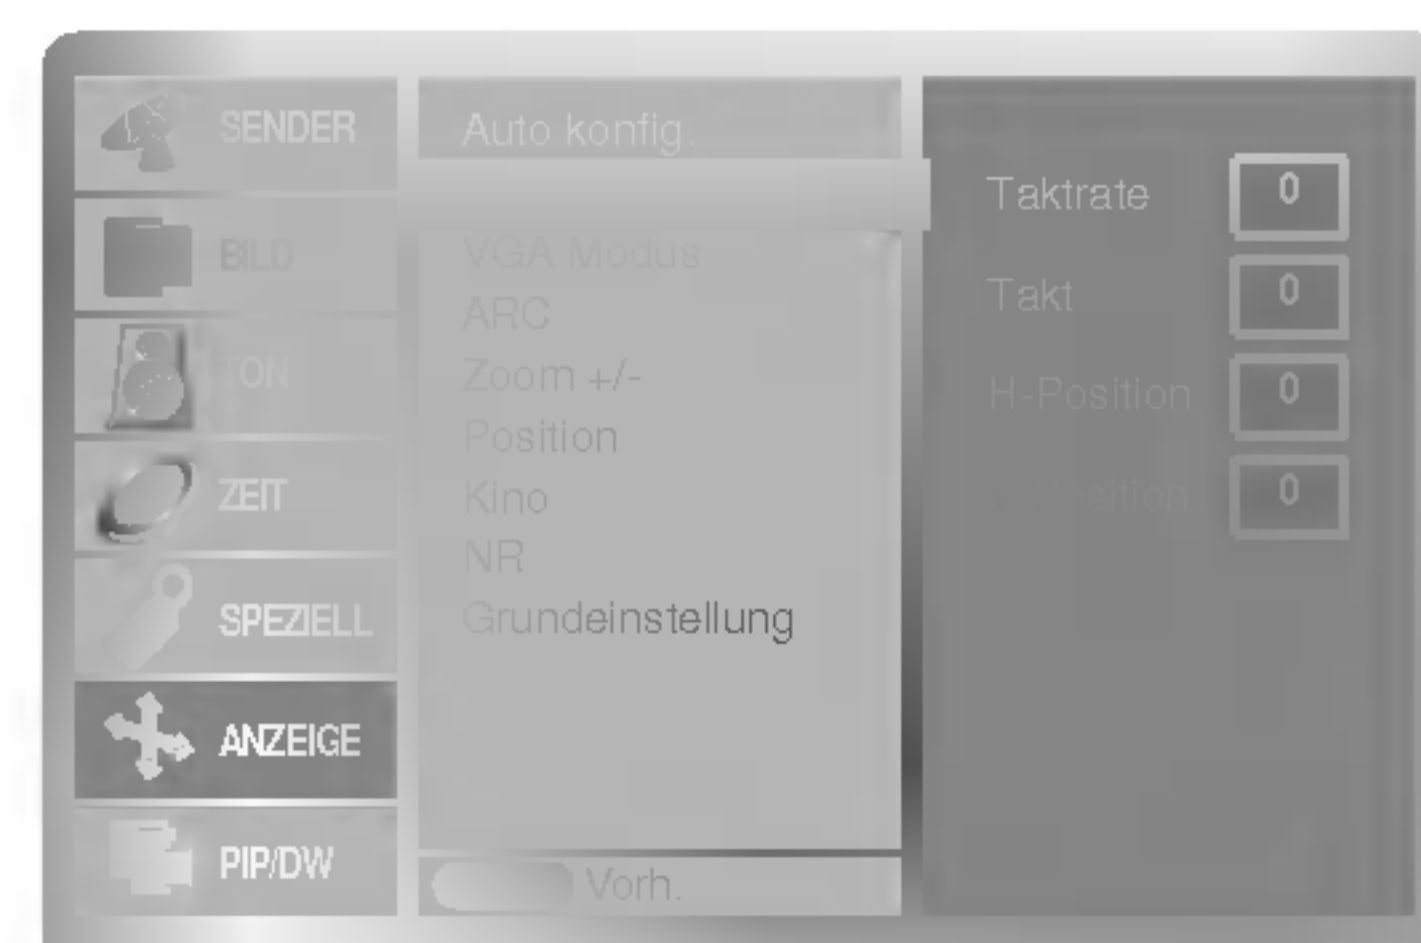 SENDER
BILD
TON
ZEIT
SPEZIELL
ANZEIGE
PIP/DW
Auto konfig.
VGA Modus
ARC
Zoom +/-
Position
Kino
NR
Grundeinstellung
Vorh.
Taktrate 0
Takt 0
H-Position 0
0